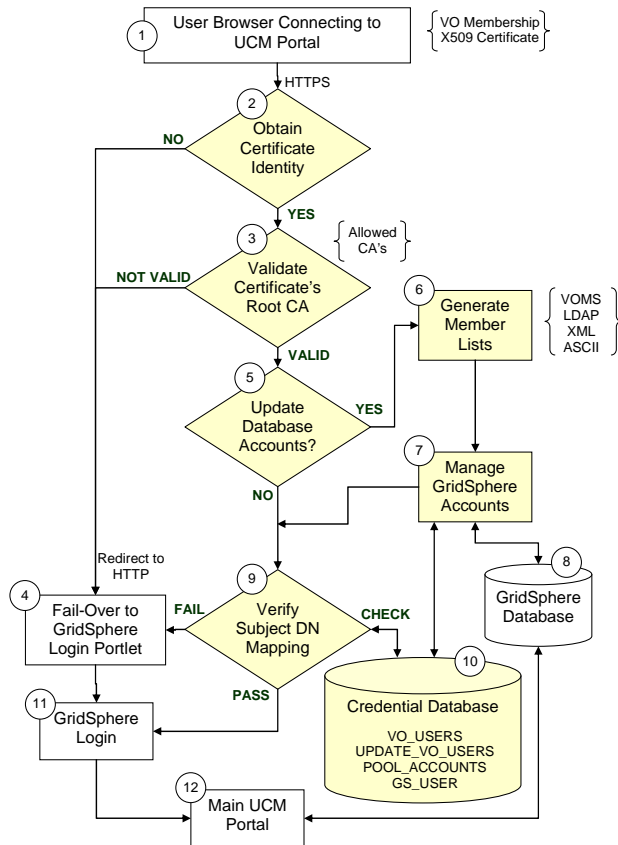 1
User Browser Connecting to
UCM Portal
VO Membership
X509 Certificate
HTTPS
2
Obtain
Certificate
Identity
NO
YES
3
Validate
Certificate's
Root CA
Allowed
CA's
NOT VALID
VALID
5
Update
Database
Accounts?
YES
NO
6
Generate
Member
Lists
VOMS
LDAP
XML
ASCII
7
Manage
GridSphere
Accounts
8
GridSphere
Database
Redirect to
HTTP
4
Fail-Over to
GridSphere
Login Portlet
FAIL
9
Verify
Subject DN
Mapping
CHECK
PASS
10
Credential Database
VO_USERS
UPDATE_VO_USERS
POOL_ACCOUNTS
GS_USER
11
GridSphere
Login
12
Main UCM
Portal